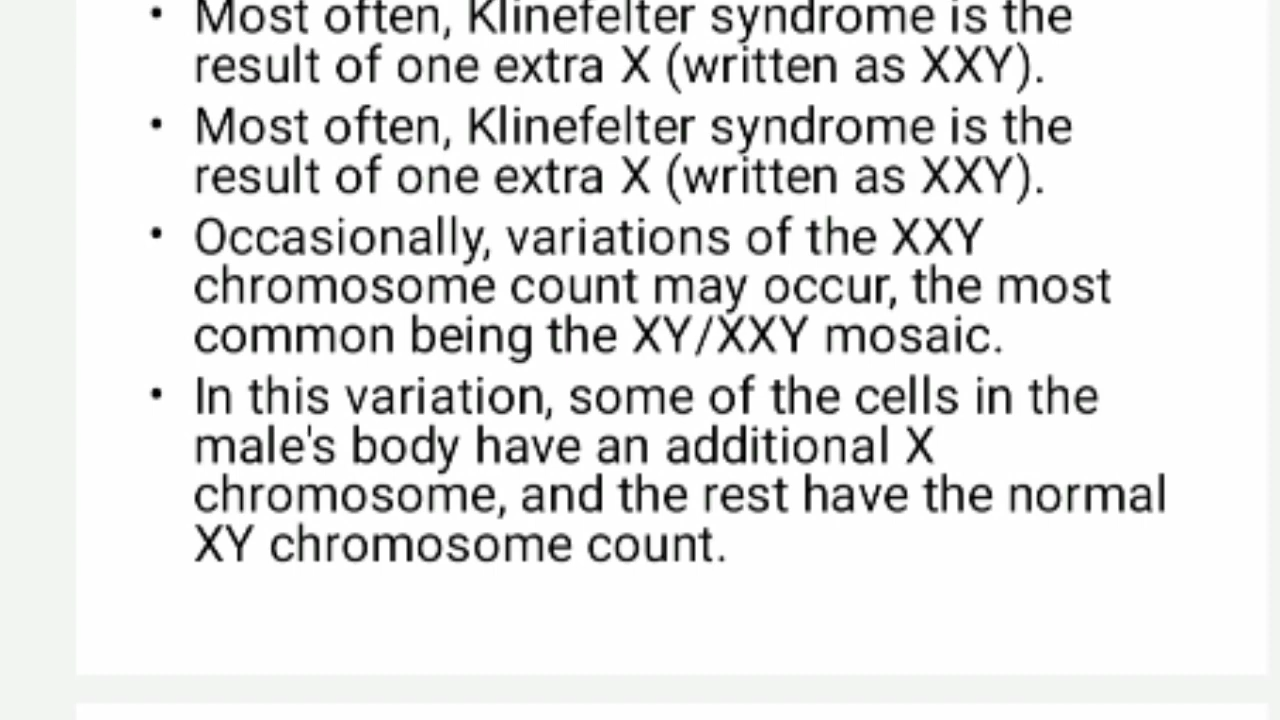 • Most often, Klinefelter syndrome is the
result of one extra X (written as XXY).
• Most often, Klinefelter syndrome is the
result of one extra X (written as XXY).
• Occasionally, variations of the XXY
chromosome count may occur, the most
common being the XY/XXY mosaic.
• In this variation, some of the cells in the
male's body have an additional X
chromosome, and the rest have the normal
XY chromosome count.